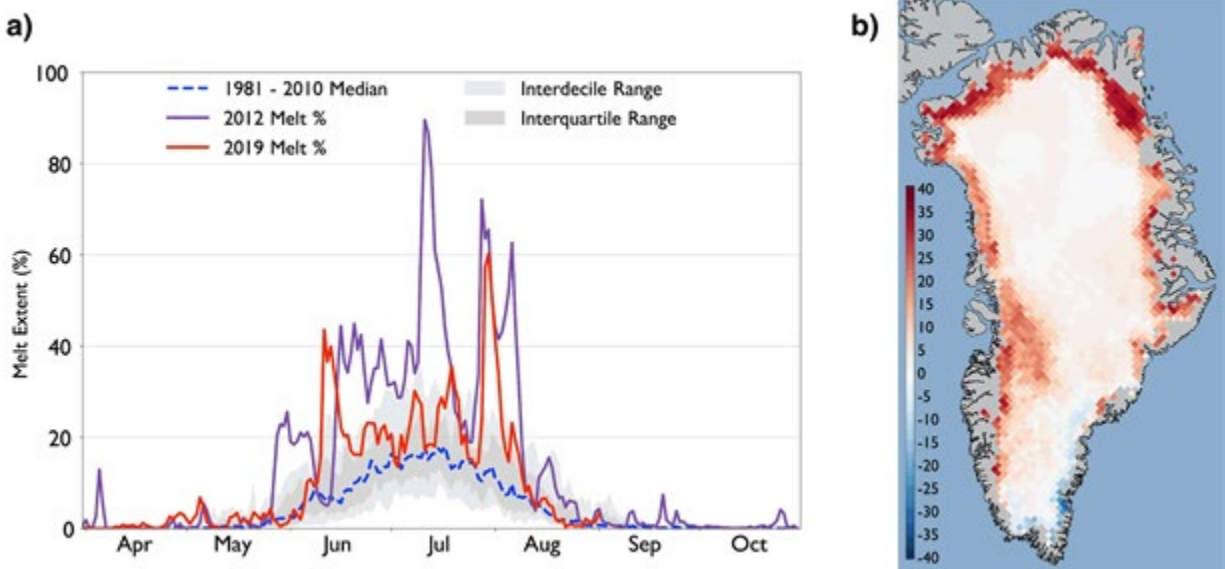 a)
100
80
60
40
20
0
Melt Extent (%)
1981 - 2010 Median
2012 Melt %
2019 Melt %
Interdecile Range
Interquartile Range
Apr May Jun Jul Aug Sep Oct
b)
40
35
30
25
20
15
10
5
0
-5
-10
-15
-20
-25
-30
-35
-40